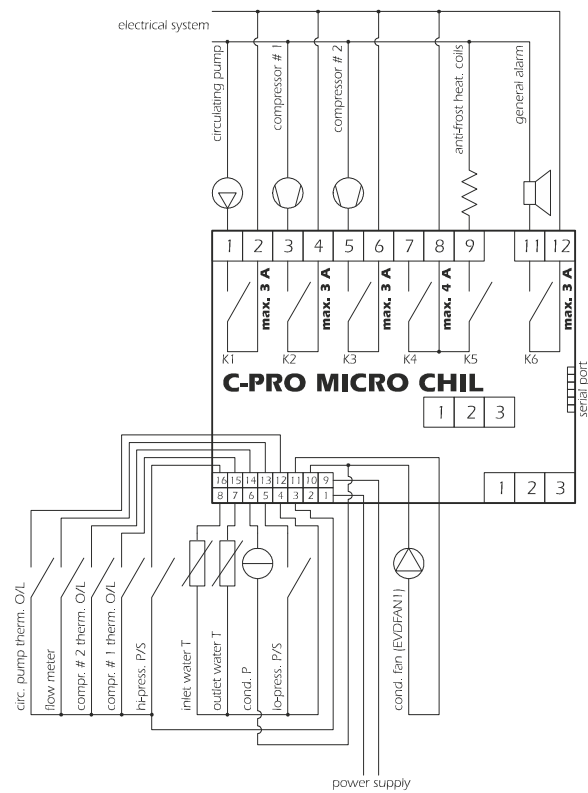 electrical system
circulating pump
compressor # 1
compressor # 2
anti-frost heat. coils
general alarm
1 2 3 4 5 6 7 8 9 11 12
max. 3 A
max. 3 A
max. 3 A
max. 4 A
max. 3 A
K1 K2 K3 K4 K5 K6
C-PRO MICRO CHIL
serial port
1 2 3
1 2 3
16 15 14 13 12 11 10 9
8 7 6 5 4 3 2 1
circ. pump therm. O/L
flow meter
compr. # 2 therm. O/L
compr. # 1 therm. O/L
hi-press. P/S
inlet water T
outlet water T
cond. P
lo-press. P/S
cond. fan (EVDFAN1)
power supply